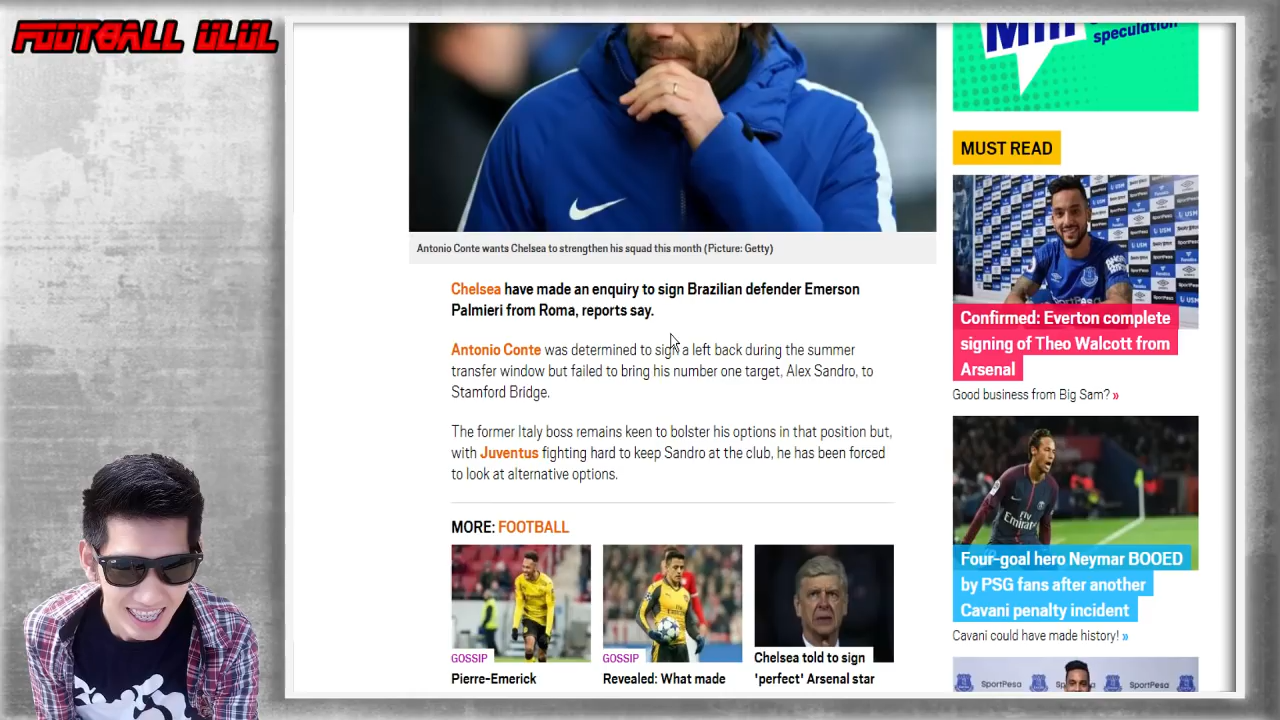 FOOTBALL ULUL
speculation
MUST READ
Antonio Conte wants Chelsea to strengthen his squad this month (Picture: Getty)
Chelsea have made an enquiry to sign Brazilian defender Emerson
Palmieri from Roma, reports say.
Antonio Conte was determined to sign a left back during the summer
transfer window but failed to bring his number one target, Alex Sandro, to
Stamford Bridge.
The former Italy boss remains keen to bolster his options in that position but,
with Juventus fighting hard to keep Sandro at the club, he has been forced
to look at alternative options.
MORE: FOOTBALL
GOSSIP
Pierre-Emerick
GOSSIP
Revealed: What made
Chelsea told to sign
'perfect' Arsenal star
Confirmed: Everton complete
signing of Theo Walcott from
Arsenal
Good business from Big Sam? »
Fly
Emirates
Four-goal hero Neymar BOOED
by PSG fans after another
Cavani penalty incident
Cavani could have made history! »
SportPesa
SportPesa